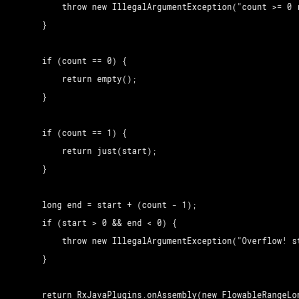 throw new IllegalArgumentException("count >= 0
}
if (count == 0) {
return empty();
}
if (count == 1) {
return just(start);
}
long end = start + (count - 1);
if (start > 0 && end < 0) {
throw new IllegalArgumentException("Overflow! st
}
return RxJavaPlugins.onAssembly(new FlowableRangeLon